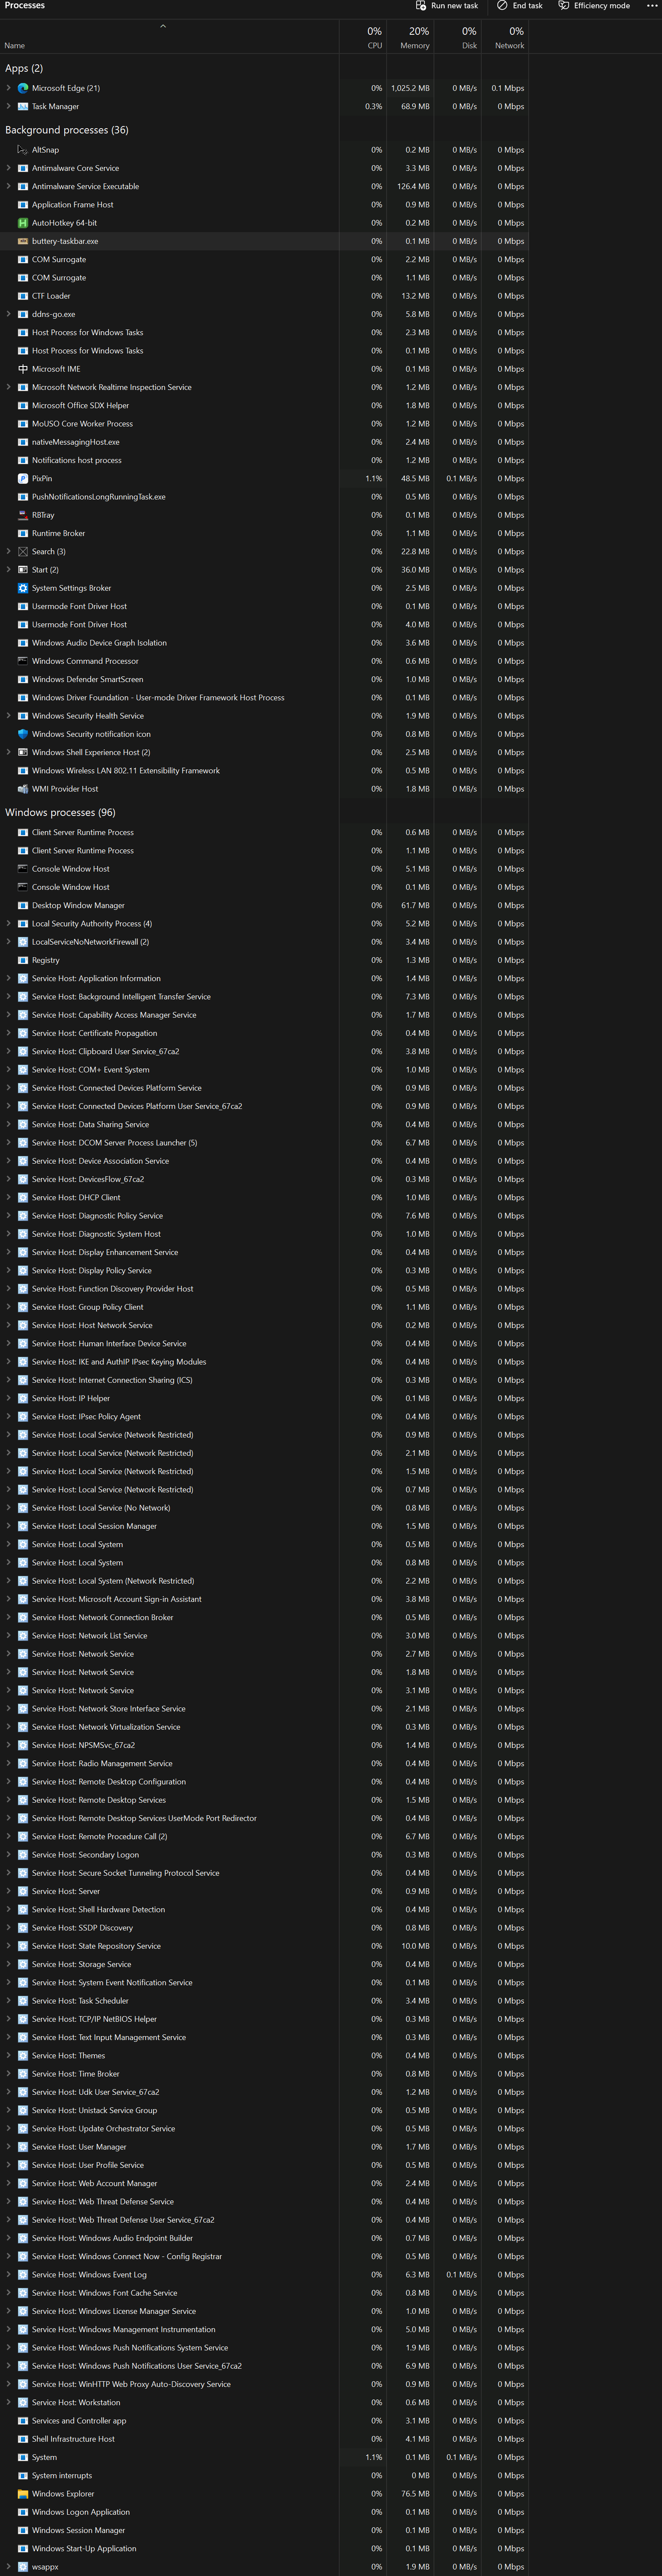 Processes Run new task End task Efficiency mode
0% 20% 0% 0%
Name CPU Memory Disk Network
Apps (2)
Microsoft Edge (21) 0% 1,025.2 MB 0 MB/s 0.1 Mbps
Task Manager 0.3% 68.9 MB 0 MB/s 0 Mbps
Background processes (36)
AltSnap 0% 0.2 MB 0 MB/s 0 Mbps
Antimalware Core Service 0% 3.3 MB 0 MB/s 0 Mbps
Antimalware Service Executable 0% 126.4 MB 0 MB/s 0 Mbps
Application Frame Host 0% 0.9 MB 0 MB/s 0 Mbps
AutoHotkey 64-bit 0% 0.2 MB 0 MB/s 0 Mbps
buttery-taskbar.exe 0% 0.1 MB 0 MB/s 0 Mbps
COM Surrogate 0% 2.2 MB 0 MB/s 0 Mbps
COM Surrogate 0% 1.1 MB 0 MB/s 0 Mbps
CTF Loader 0% 13.2 MB 0 MB/s 0 Mbps
ddns-go.exe 0% 5.8 MB 0 MB/s 0 Mbps
Host Process for Windows Tasks 0% 2.3 MB 0 MB/s 0 Mbps
Host Process for Windows Tasks 0% 0.1 MB 0 MB/s 0 Mbps
Microsoft IME 0% 0.1 MB 0 MB/s 0 Mbps
Microsoft Network Realtime Inspection Service 0% 1.2 MB 0 MB/s 0 Mbps
Microsoft Office SDX Helper 0% 1.8 MB 0 MB/s 0 Mbps
MoUSO Core Worker Process 0% 1.2 MB 0 MB/s 0 Mbps
nativeMessagingHost.exe 0% 2.4 MB 0 MB/s 0 Mbps
Notifications host process 0% 1.2 MB 0 MB/s 0 Mbps
PixPin 1.1% 48.5 MB 0.1 MB/s 0 Mbps
PushNotificationsLongRunningTask.exe 0% 0.5 MB 0 MB/s 0 Mbps
RBTray 0% 0.1 MB 0 MB/s 0 Mbps
Runtime Broker 0% 1.1 MB 0 MB/s 0 Mbps
Search (3) 0% 22.8 MB 0 MB/s 0 Mbps
Start (2) 0% 36.0 MB 0 MB/s 0 Mbps
System Settings Broker 0% 2.5 MB 0 MB/s 0 Mbps
Usermode Font Driver Host 0% 0.1 MB 0 MB/s 0 Mbps
Usermode Font Driver Host 0% 4.0 MB 0 MB/s 0 Mbps
Windows Audio Device Graph Isolation 0% 3.6 MB 0 MB/s 0 Mbps
Windows Command Processor 0% 0.6 MB 0 MB/s 0 Mbps
Windows Defender SmartScreen 0% 1.0 MB 0 MB/s 0 Mbps
Windows Driver Foundation - User-mode Driver Framework Host Process 0% 0.1 MB 0 MB/s 0 Mbps
Windows Security Health Service 0% 1.9 MB 0 MB/s 0 Mbps
Windows Security notification icon 0% 0.8 MB 0 MB/s 0 Mbps
Windows Shell Experience Host (2) 0% 2.5 MB 0 MB/s 0 Mbps
Windows Wireless LAN 802.11 Extensibility Framework 0% 0.5 MB 0 MB/s 0 Mbps
WMI Provider Host 0% 1.8 MB 0 MB/s 0 Mbps
Windows processes (96)
Client Server Runtime Process 0% 0.6 MB 0 MB/s 0 Mbps
Client Server Runtime Process 0% 1.1 MB 0 MB/s 0 Mbps
Console Window Host 0% 5.1 MB 0 MB/s 0 Mbps
Console Window Host 0% 0.1 MB 0 MB/s 0 Mbps
Desktop Window Manager 0% 61.7 MB 0 MB/s 0 Mbps
Local Security Authority Process (4) 0% 5.2 MB 0 MB/s 0 Mbps
LocalServiceNoNetworkFirewall (2) 0% 3.4 MB 0 MB/s 0 Mbps
Registry 0% 1.3 MB 0 MB/s 0 Mbps
Service Host: Application Information 0% 1.4 MB 0 MB/s 0 Mbps
Service Host: Background Intelligent Transfer Service 0% 7.3 MB 0 MB/s 0 Mbps
Service Host: Capability Access Manager Service 0% 1.7 MB 0 MB/s 0 Mbps
Service Host: Certificate Propagation 0% 0.4 MB 0 MB/s 0 Mbps
Service Host: Clipboard User Service_67ca2 0% 3.8 MB 0 MB/s 0 Mbps
Service Host: COM+ Event System 0% 1.0 MB 0 MB/s 0 Mbps
Service Host: Connected Devices Platform Service 0% 0.9 MB 0 MB/s 0 Mbps
Service Host: Connected Devices Platform User Service_67ca2 0% 0.9 MB 0 MB/s 0 Mbps
Service Host: Data Sharing Service 0% 0.4 MB 0 MB/s 0 Mbps
Service Host: DCOM Server Process Launcher (5) 0% 6.7 MB 0 MB/s 0 Mbps
Service Host: Device Association Service 0% 0.4 MB 0 MB/s 0 Mbps
Service Host: DevicesFlow_67ca2 0% 0.3 MB 0 MB/s 0 Mbps
Service Host: DHCP Client 0% 1.0 MB 0 MB/s 0 Mbps
Service Host: Diagnostic Policy Service 0% 7.6 MB 0 MB/s 0 Mbps
Service Host: Diagnostic System Host 0% 1.0 MB 0 MB/s 0 Mbps
Service Host: Display Enhancement Service 0% 0.4 MB 0 MB/s 0 Mbps
Service Host: Display Policy Service 0% 0.3 MB 0 MB/s 0 Mbps
Service Host: Function Discovery Provider Host 0% 0.5 MB 0 MB/s 0 Mbps
Service Host: Group Policy Client 0% 1.1 MB 0 MB/s 0 Mbps
Service Host: Host Network Service 0% 0.2 MB 0 MB/s 0 Mbps
Service Host: Human Interface Device Service 0% 0.4 MB 0 MB/s 0 Mbps
Service Host: IKE and AuthIP IPsec Keying Modules 0% 0.4 MB 0 MB/s 0 Mbps
Service Host: Internet Connection Sharing (ICS) 0% 0.3 MB 0 MB/s 0 Mbps
Service Host: IP Helper 0% 0.1 MB 0 MB/s 0 Mbps
Service Host: IPsec Policy Agent 0% 0.4 MB 0 MB/s 0 Mbps
Service Host: Local Service (Network Restricted) 0% 0.9 MB 0 MB/s 0 Mbps
Service Host: Local Service (Network Restricted) 0% 2.1 MB 0 MB/s 0 Mbps
Service Host: Local Service (Network Restricted) 0% 1.5 MB 0 MB/s 0 Mbps
Service Host: Local Service (Network Restricted) 0% 0.7 MB 0 MB/s 0 Mbps
Service Host: Local Service (No Network) 0% 0.8 MB 0 MB/s 0 Mbps
Service Host: Local Session Manager 0% 1.5 MB 0 MB/s 0 Mbps
Service Host: Local System 0% 0.5 MB 0 MB/s 0 Mbps
Service Host: Local System 0% 0.8 MB 0 MB/s 0 Mbps
Service Host: Local System (Network Restricted) 0% 2.2 MB 0 MB/s 0 Mbps
Service Host: Microsoft Account Sign-in Assistant 0% 3.8 MB 0 MB/s 0 Mbps
Service Host: Network Connection Broker 0% 0.5 MB 0 MB/s 0 Mbps
Service Host: Network List Service 0% 3.0 MB 0 MB/s 0 Mbps
Service Host: Network Service 0% 2.7 MB 0 MB/s 0 Mbps
Service Host: Network Service 0% 1.8 MB 0 MB/s 0 Mbps
Service Host: Network Service 0% 3.1 MB 0 MB/s 0 Mbps
Service Host: Network Store Interface Service 0% 2.1 MB 0 MB/s 0 Mbps
Service Host: Network Virtualization Service 0% 0.3 MB 0 MB/s 0 Mbps
Service Host: NPSMSvc_67ca2 0% 1.4 MB 0 MB/s 0 Mbps
Service Host: Radio Management Service 0% 0.4 MB 0 MB/s 0 Mbps
Service Host: Remote Desktop Configuration 0% 0.4 MB 0 MB/s 0 Mbps
Service Host: Remote Desktop Services 0% 1.5 MB 0 MB/s 0 Mbps
Service Host: Remote Desktop Services UserMode Port Redirector 0% 0.4 MB 0 MB/s 0 Mbps
Service Host: Remote Procedure Call (2) 0% 6.7 MB 0 MB/s 0 Mbps
Service Host: Secondary Logon 0% 0.3 MB 0 MB/s 0 Mbps
Service Host: Secure Socket Tunneling Protocol Service 0% 0.4 MB 0 MB/s 0 Mbps
Service Host: Server 0% 0.9 MB 0 MB/s 0 Mbps
Service Host: Shell Hardware Detection 0% 0.4 MB 0 MB/s 0 Mbps
Service Host: SSDP Discovery 0% 0.8 MB 0 MB/s 0 Mbps
Service Host: State Repository Service 0% 10.0 MB 0 MB/s 0 Mbps
Service Host: Storage Service 0% 0.4 MB 0 MB/s 0 Mbps
Service Host: System Event Notification Service 0% 0.1 MB 0 MB/s 0 Mbps
Service Host: Task Scheduler 0% 3.4 MB 0 MB/s 0 Mbps
Service Host: TCP/IP NetBIOS Helper 0% 0.3 MB 0 MB/s 0 Mbps
Service Host: Text Input Management Service 0% 0.3 MB 0 MB/s 0 Mbps
Service Host: Themes 0% 0.4 MB 0 MB/s 0 Mbps
Service Host: Time Broker 0% 0.8 MB 0 MB/s 0 Mbps
Service Host: Udk User Service_67ca2 0% 1.2 MB 0 MB/s 0 Mbps
Service Host: Unistack Service Group 0% 0.5 MB 0 MB/s 0 Mbps
Service Host: Update Orchestrator Service 0% 0.5 MB 0 MB/s 0 Mbps
Service Host: User Manager 0% 1.7 MB 0 MB/s 0 Mbps
Service Host: User Profile Service 0% 0.5 MB 0 MB/s 0 Mbps
Service Host: Web Account Manager 0% 2.4 MB 0 MB/s 0 Mbps
Service Host: Web Threat Defense Service 0% 0.4 MB 0 MB/s 0 Mbps
Service Host: Web Threat Defense User Service_67ca2 0% 0.4 MB 0 MB/s 0 Mbps
Service Host: Windows Audio Endpoint Builder 0% 0.7 MB 0 MB/s 0 Mbps
Service Host: Windows Connect Now - Config Registrar 0% 0.5 MB 0 MB/s 0 Mbps
Service Host: Windows Event Log 0% 6.3 MB 0.1 MB/s 0 Mbps
Service Host: Windows Font Cache Service 0% 0.8 MB 0 MB/s 0 Mbps
Service Host: Windows License Manager Service 0% 1.0 MB 0 MB/s 0 Mbps
Service Host: Windows Management Instrumentation 0% 5.0 MB 0 MB/s 0 Mbps
Service Host: Windows Push Notifications System Service 0% 1.9 MB 0 MB/s 0 Mbps
Service Host: Windows Push Notifications User Service_67ca2 0% 6.9 MB 0 MB/s 0 Mbps
Service Host: WinHTTP Web Proxy Auto-Discovery Service 0% 0.9 MB 0 MB/s 0 Mbps
Service Host: Workstation 0% 0.6 MB 0 MB/s 0 Mbps
Services and Controller app 0% 3.1 MB 0 MB/s 0 Mbps
Shell Infrastructure Host 0% 4.1 MB 0 MB/s 0 Mbps
System 1.1% 0.1 MB 0.1 MB/s 0 Mbps
System interrupts 0% 0 MB 0 MB/s 0 Mbps
Windows Explorer 0% 76.5 MB 0 MB/s 0 Mbps
Windows Logon Application 0% 0.1 MB 0 MB/s 0 Mbps
Windows Session Manager 0% 0.1 MB 0 MB/s 0 Mbps
Windows Start-Up Application 0% 0.1 MB 0 MB/s 0 Mbps
wsappx 0% 1.9 MB 0 MB/s 0 Mbps